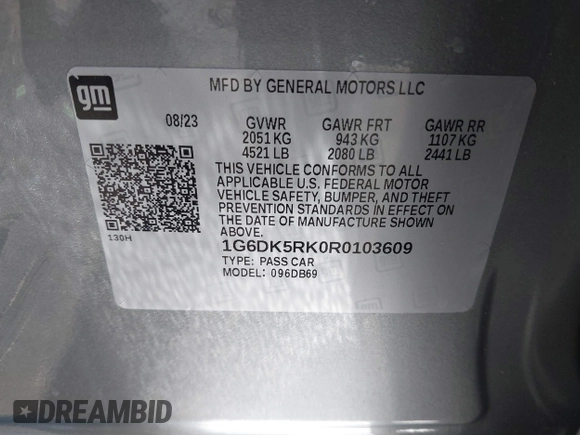 gm
MFD BY GENERAL MOTORS LLC
08/23 GVWR GAWR FRT GAWR RR
2051 KG 943 KG 1107 KG
4521 LB 2080 LB 2441 LB
THIS VEHICLE CONFORMS TO ALL
APPLICABLE U.S. FEDERAL MOTOR
VEHICLE SAFETY, BUMPER, AND THEFT
PREVENTION STANDARDS IN EFFECT ON
THE DATE OF MANUFACTURE SHOWN
ABOVE.
130H
1G6DK5RK0R0103609
TYPE: PASS CAR
MODEL: 096DB69
DREAMBID